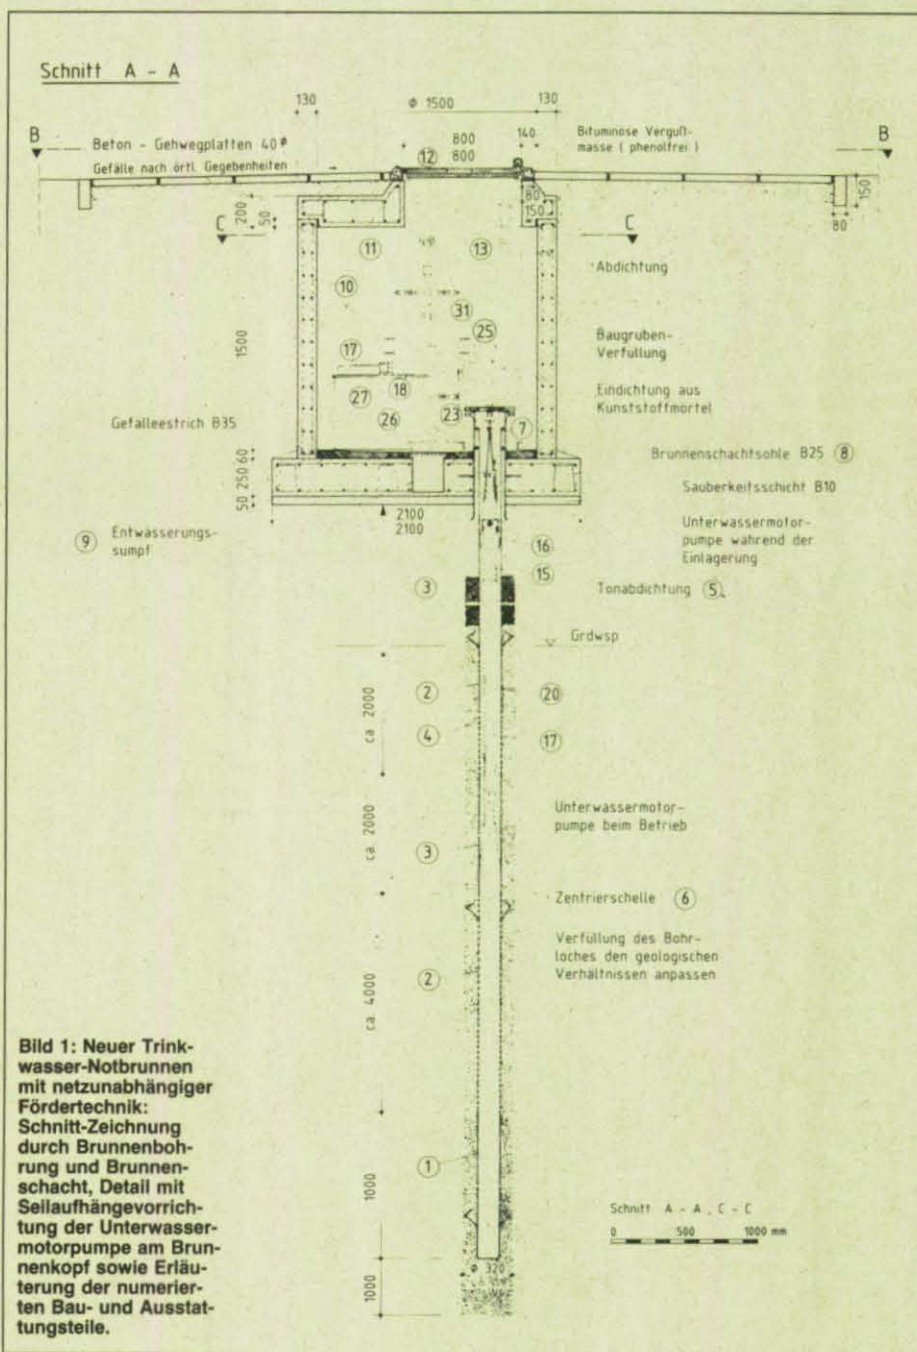 Schnitt A - A
130
ϕ 1500
130
B
Beton - Gehwegplatten 40 ϕ
800
800
140
Bituminöse Verguß-
masse ( phenolfrei )
B
12
Gefälle nach örtl. Gegebenheiten
200
50
C
80
150
C
150
80
11
13
Abdichtung
10
31
25
1500
Baugruben-
Verfüllung
17
18
27
26
23
7
Eindichtung aus
Kunststoffmörtel
Gefälleestrich B35
60
250
50
Brunnenschachtsohle B25 8
Sauberkeitsschicht B10
2100
2100
9 Entwässerungs-
sumpf
Unterwassermotor-
pumpe während der
Einlagerung
16
15
3
Tonabdichtung 5
Grdwsp
ca 2000
2
20
4
17
ca 2000
Unterwassermotor-
pumpe beim Betrieb
3
Zentrierschelle 6
Verfüllung des Bohr-
loches den geologischen
Verhältnissen anpassen
ca 4000
2
1
1000
ϕ 320
1000
Schnitt A - A , C - C
0 500 1000 mm
Bild 1: Neuer Trink-
wasser-Notbrunnen
mit netzunabhängiger
Fördertechnik:
Schnitt-Zeichnung
durch Brunnenboh-
rung und Brunnen-
schacht, Detail mit
Seilaufhängevorrich-
tung der Unterwasser-
motorpumpe am Brun-
nenkopf sowie Erläu-
terung der numerier-
ten Bau- und Ausstat-
tungsteile.